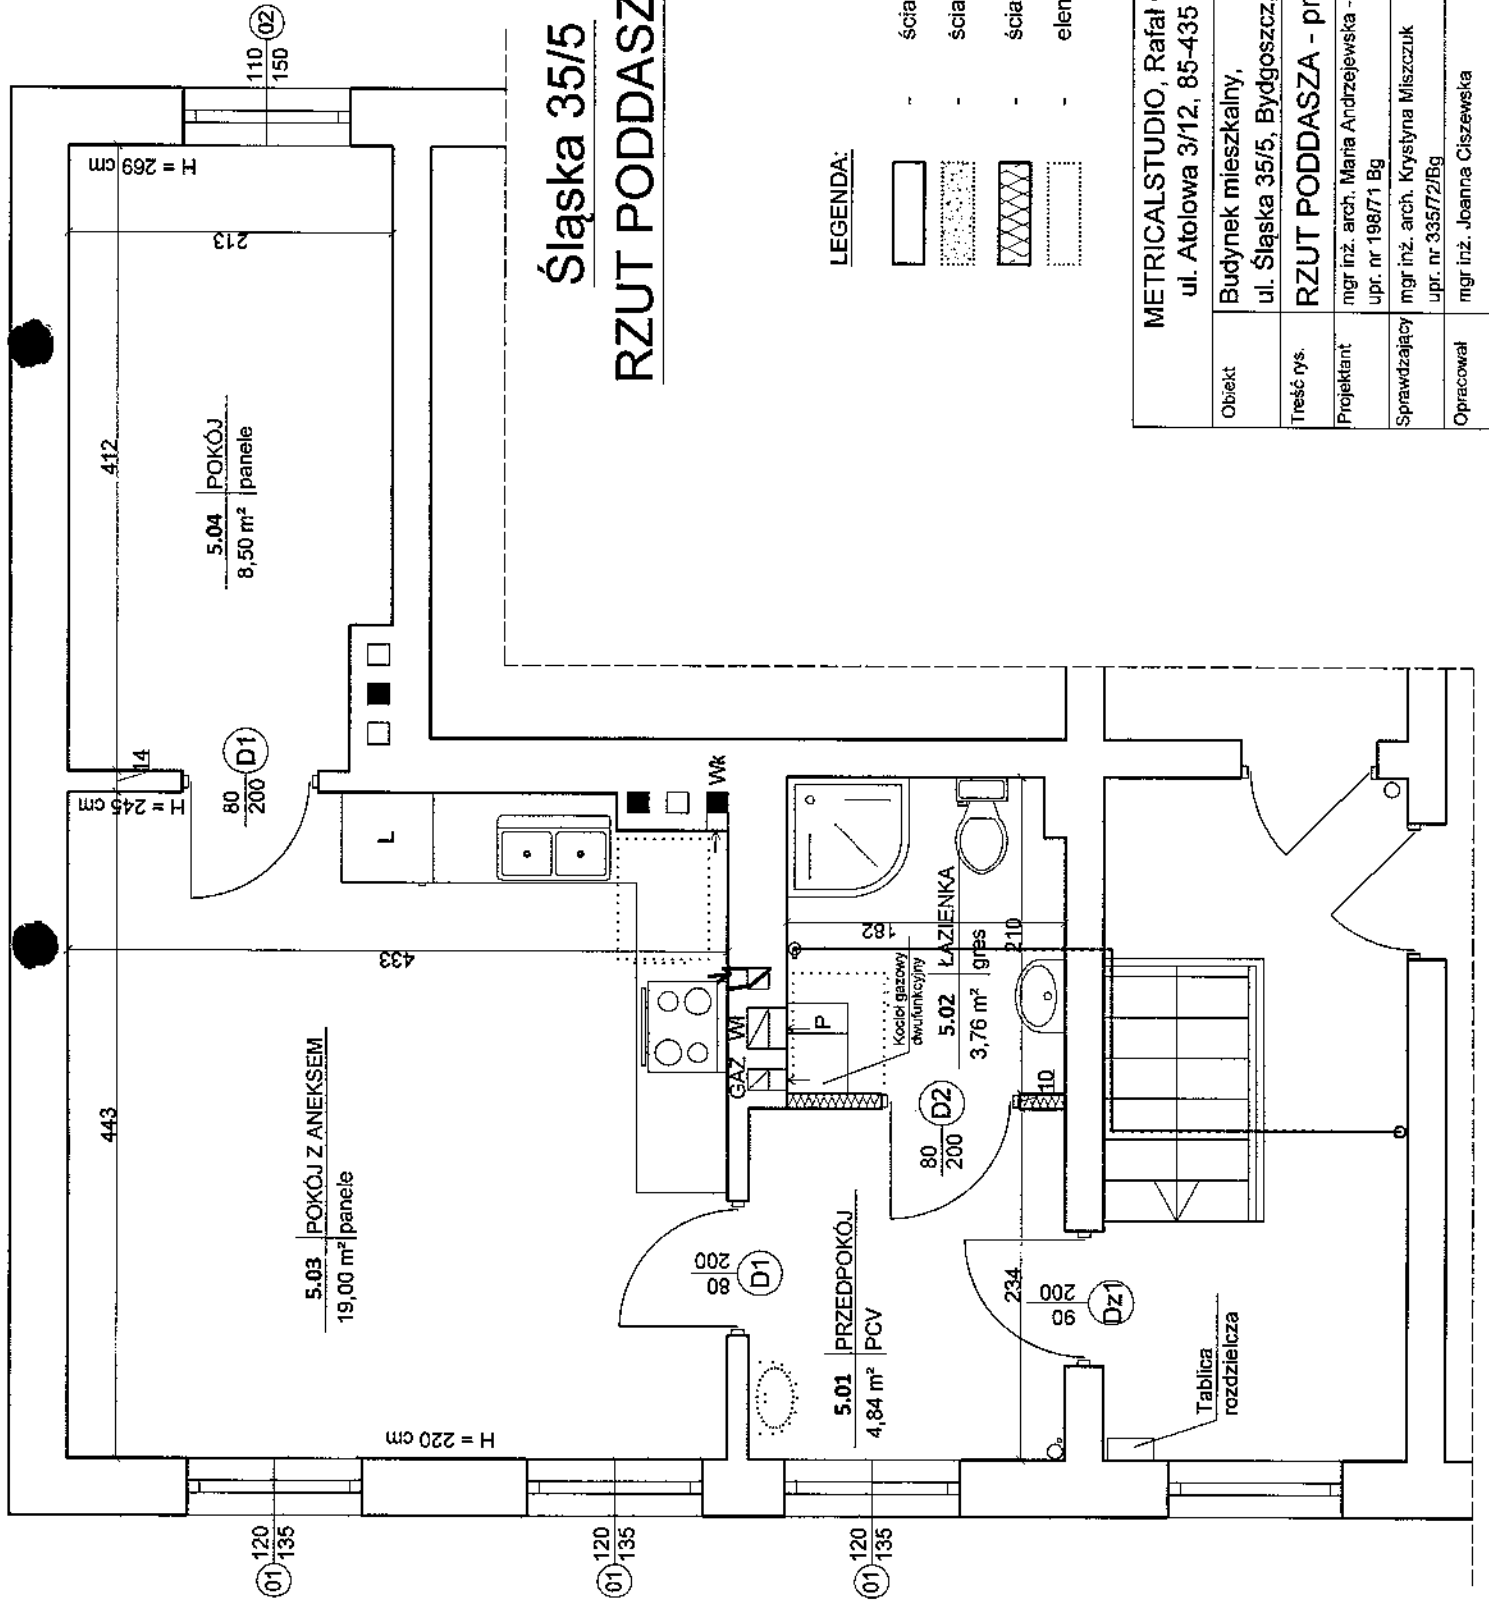 Śląska 35/5
RZUT PODDASZ
LEGENDA:
- ścia
- ścia
- ścia
- elen
METRICALSTUDIO, Rafał
ul. Atolowa 3/12, 85-435
Obiekt
Budynek mieszkalny,
ul. Śląska 35/5, Bydgoszcz,
Treść rys.
RZUT PODDASZA - pr
Projektant
mgr inż. arch. Maria Andrzejewska -
upr. nr 198/71 Bg
Sprawdzający
mgr inż. arch. Krystyna Miszczuk
upr. nr 335/72/Bg
Opracował
mgr inż. Joanna Ciszewska
01
120
135
01
120
135
01
120
135
02
110
150
443
412
14
H = 220 cm
H = 245 cm
H = 269 cm
433
213
5.03 POKÓJ Z ANEKSEM
19,00 m² panele
5.04 POKÓJ
8,50 m² panele
D1
80
200
L
Wk
GAZ
WI
P
Kocioł gazowy
dwufunkcyjny
182
5.02 ŁAZIENKA
3,76 m² gres
210
10
D2
80
200
D1
80
200
5.01 PRZEDPOKÓJ
4,84 m² PCV
234
Dz1
90
200
Tablica
rozdzielcza